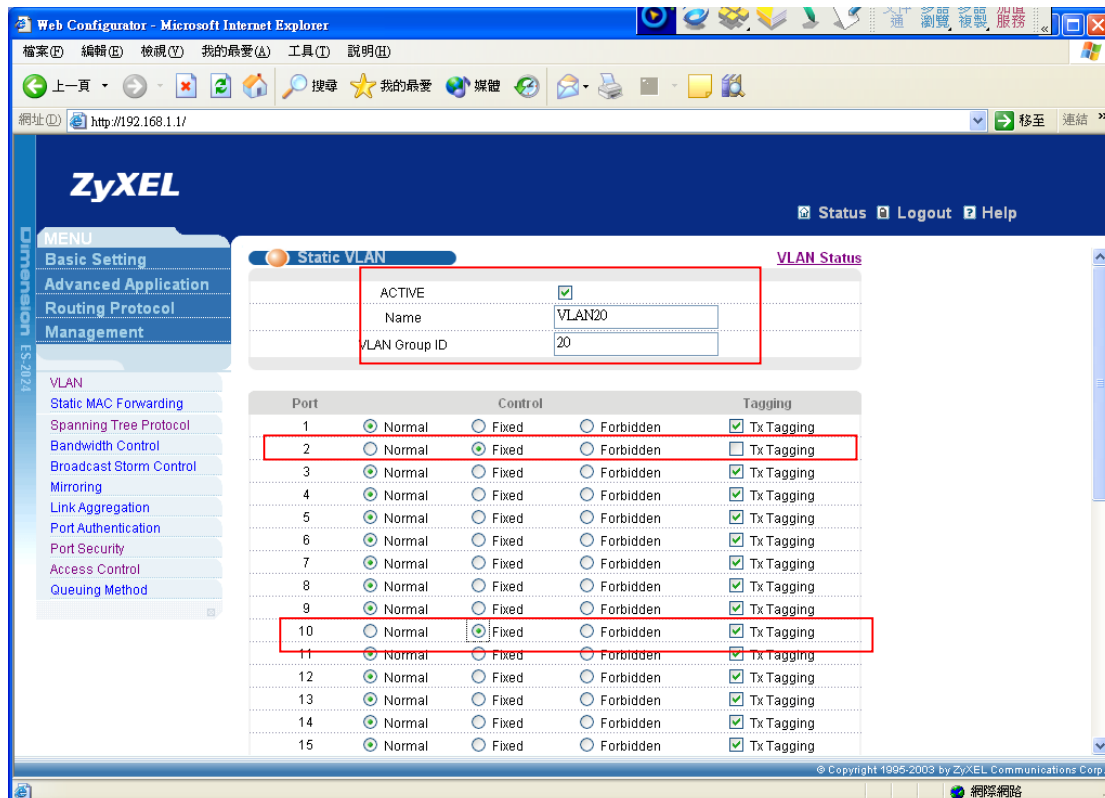 Web Configurator - Microsoft Internet Explorer
瀏覽 複製 服務
檔案(F) 編輯(E) 檢視(V) 我的最愛(A) 工具(T) 說明(H)
上一頁 搜尋 我的最愛 媒體
網址(D) http://192.168.1.1/ 移至 連結 »
ZyXEL
Status Logout Help
Dimension ES-2024
MENU
Basic Setting
Advanced Application
Routing Protocol
Management
VLAN
Static MAC Forwarding
Spanning Tree Protocol
Bandwidth Control
Broadcast Storm Control
Mirroring
Link Aggregation
Port Authentication
Port Security
Access Control
Queuing Method
Static VLAN VLAN Status
ACTIVE
Name VLAN20
VLAN Group ID 20
Port Control Tagging
1 Normal Fixed Forbidden Tx Tagging
2 Normal Fixed Forbidden Tx Tagging
3 Normal Fixed Forbidden Tx Tagging
4 Normal Fixed Forbidden Tx Tagging
5 Normal Fixed Forbidden Tx Tagging
6 Normal Fixed Forbidden Tx Tagging
7 Normal Fixed Forbidden Tx Tagging
8 Normal Fixed Forbidden Tx Tagging
9 Normal Fixed Forbidden Tx Tagging
10 Normal Fixed Forbidden Tx Tagging
11 Normal Fixed Forbidden Tx Tagging
12 Normal Fixed Forbidden Tx Tagging
13 Normal Fixed Forbidden Tx Tagging
14 Normal Fixed Forbidden Tx Tagging
15 Normal Fixed Forbidden Tx Tagging
© Copyright 1995-2003 by ZyXEL Communications Corp.
網際網路